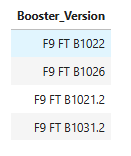 Booster_Version
F9 FT B1022
F9 FT B1026
F9 FT B1021.2
F9 FT B1031.2